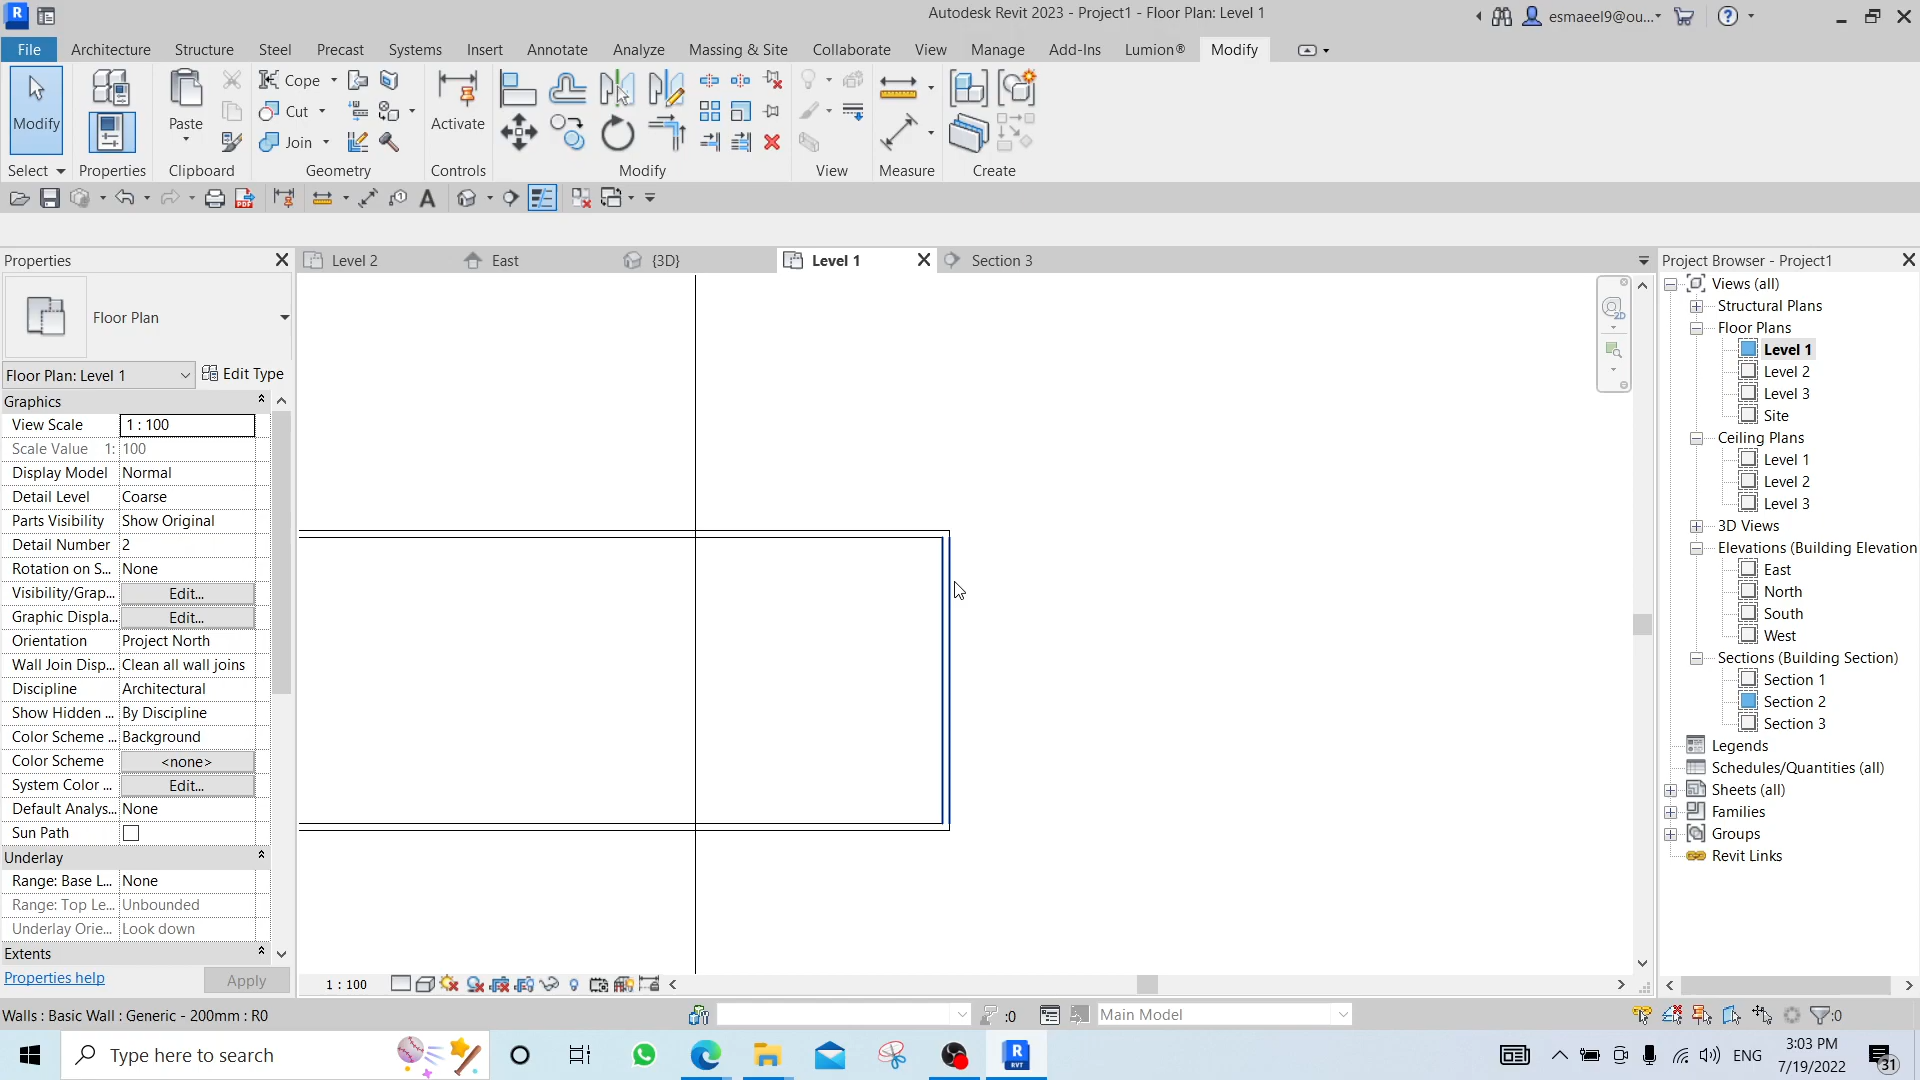 Autodesk Revit 2023 - Project1 - Floor Plan: Level 1
esmaeel9@ou...
File Architecture Structure Steel Precast Systems Insert Annotate Analyze Massing & Site Collaborate View Manage Add-Ins Lumion® Modify
Modify
Paste
Cope
Cut
Join
Activate
Select Properties Clipboard Geometry Controls Modify View Measure Create
Properties
Level 2 East {3D} Level 1 Section 3
Project Browser - Project1
Floor Plan
Floor Plan: Level 1 Edit Type
Graphics
View Scale 1 : 100
Scale Value 1: 100
Display Model Normal
Detail Level Coarse
Parts Visibility Show Original
Detail Number 2
Rotation on S... None
Visibility/Grap... Edit...
Graphic Displa... Edit...
Orientation Project North
Wall Join Disp... Clean all wall joins
Discipline Architectural
Show Hidden ... By Discipline
Color Scheme ... Background
Color Scheme <none>
System Color ... Edit...
Default Analys... None
Sun Path
Underlay
Range: Base L... None
Range: Top Le... Unbounded
Underlay Orie... Look down
Extents
Properties help Apply
Views (all)
Structural Plans
Floor Plans
Level 1
Level 2
Level 3
Site
Ceiling Plans
Level 1
Level 2
Level 3
3D Views
Elevations (Building Elevation
East
North
South
West
Sections (Building Section)
Section 1
Section 2
Section 3
Legends
Schedules/Quantities (all)
Sheets (all)
Families
Groups
Revit Links
1 : 100
Walls : Basic Wall : Generic - 200mm : R0
:0
Main Model
:0
Type here to search
ENG
3:03 PM
7/19/2022
31